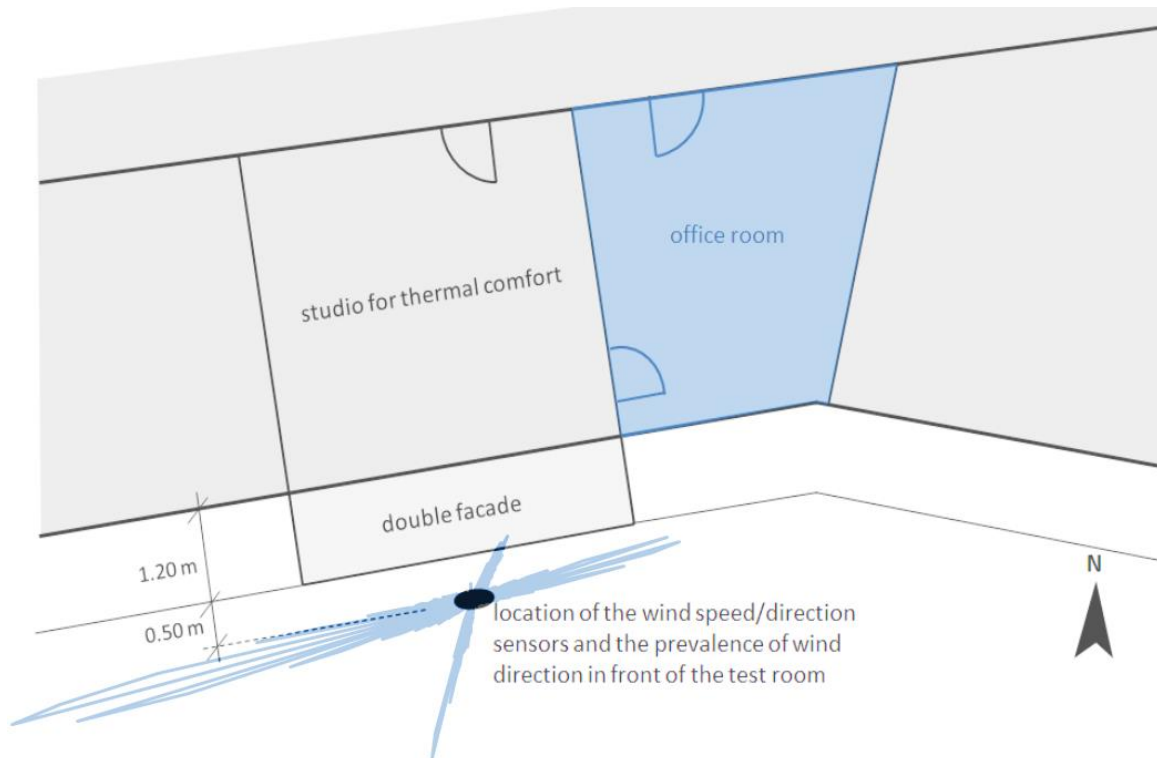 office room
studio for thermal comfort
double facade
1.20 m
0.50 m
N
location of the wind speed/direction
sensors and the prevalence of wind
direction in front of the test room